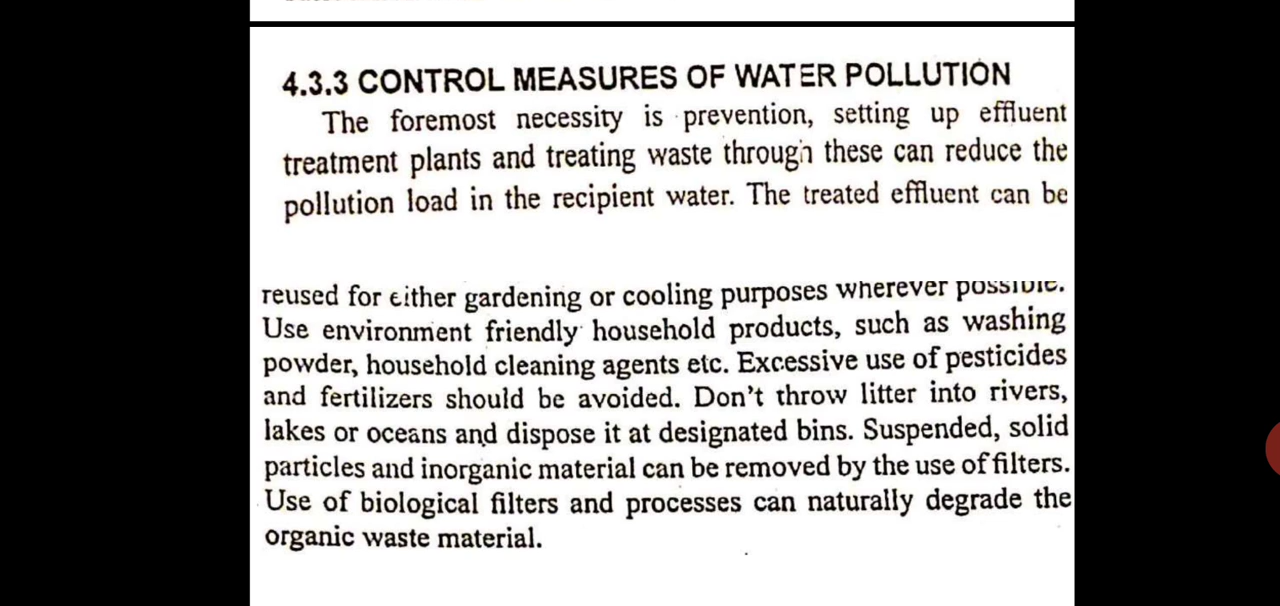 4.3.3 CONTROL MEASURES OF WATER POLLUTION
The foremost necessity is prevention, setting up effluent
treatment plants and treating waste through these can reduce the
pollution load in the recipient water. The treated effluent can be
reused for either gardening or cooling purposes wherever possible.
Use environment friendly household products, such as washing
powder, household cleaning agents etc. Excessive use of pesticides
and fertilizers should be avoided. Don't throw litter into rivers,
lakes or oceans and dispose it at designated bins. Suspended, solid
particles and inorganic material can be removed by the use of filters.
Use of biological filters and processes can naturally degrade the
organic waste material.